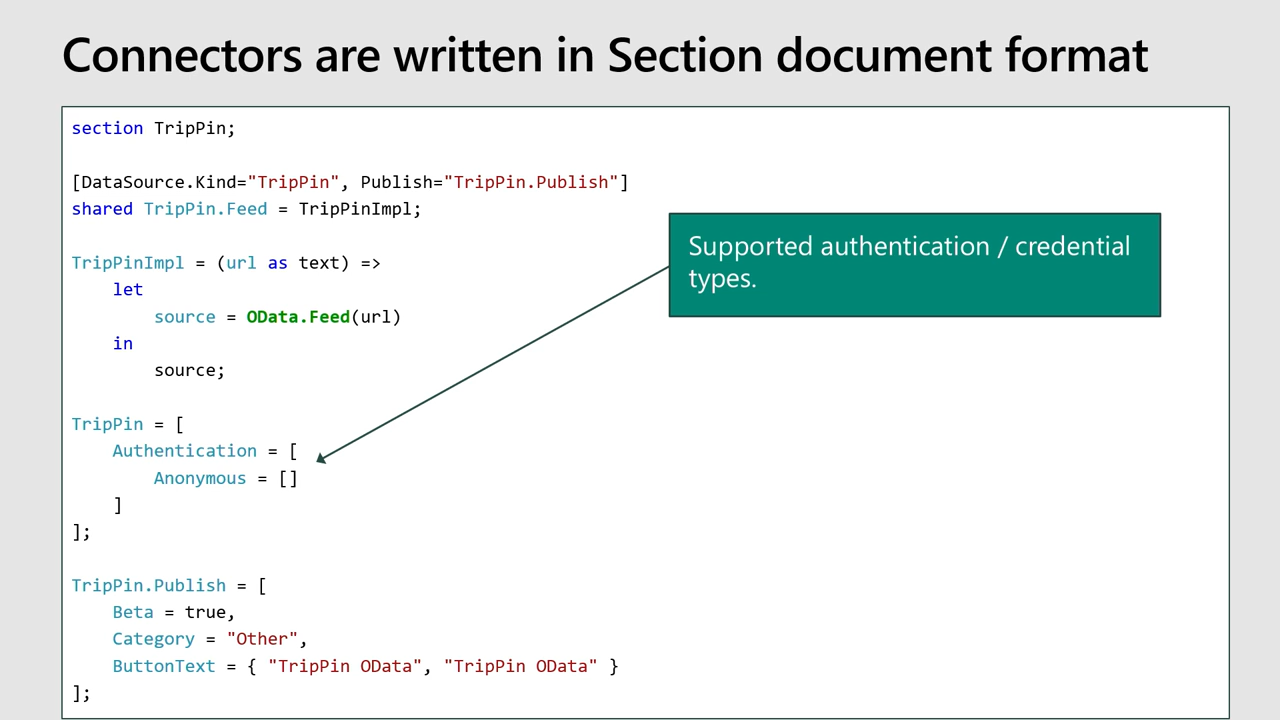 Connectors are written in Section document format
section TripPin;
[DataSource.Kind="TripPin", Publish="TripPin.Publish"]
shared TripPin.Feed = TripPinImpl;
TripPinImpl = (url as text) =>
    let
        source = OData.Feed(url)
    in
        source;
TripPin = [
    Authentication = [
        Anonymous = []
    ]
];
TripPin.Publish = [
    Beta = true,
    Category = "Other",
    ButtonText = { "TripPin OData", "TripPin OData" }
];
Supported authentication / credential
types.